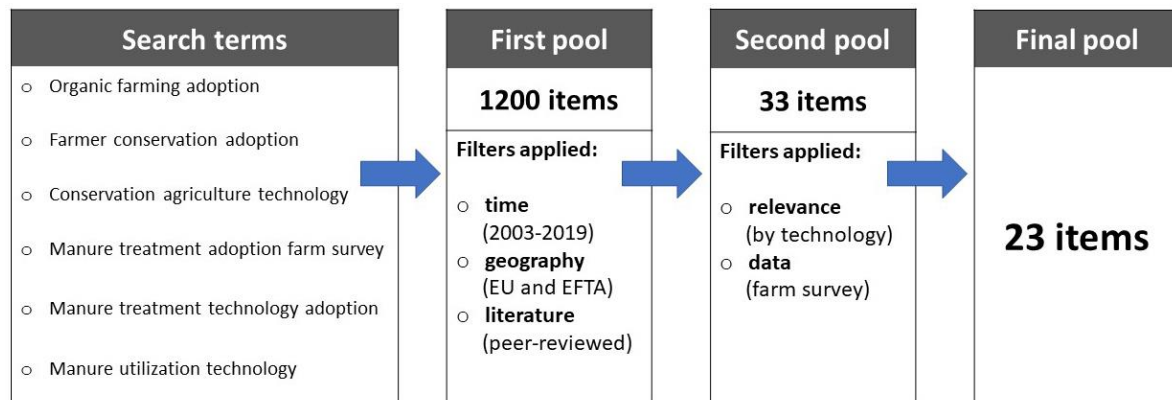 Search terms
○ Organic farming adoption
○ Farmer conservation adoption
○ Conservation agriculture technology
○ Manure treatment adoption farm survey
○ Manure treatment technology adoption
○ Manure utilization technology
First pool
1200 items
Filters applied:
○ time
(2003-2019)
○ geography
(EU and EFTA)
○ literature
(peer-reviewed)
Second pool
33 items
Filters applied:
○ relevance
(by technology)
○ data
(farm survey)
Final pool
23 items